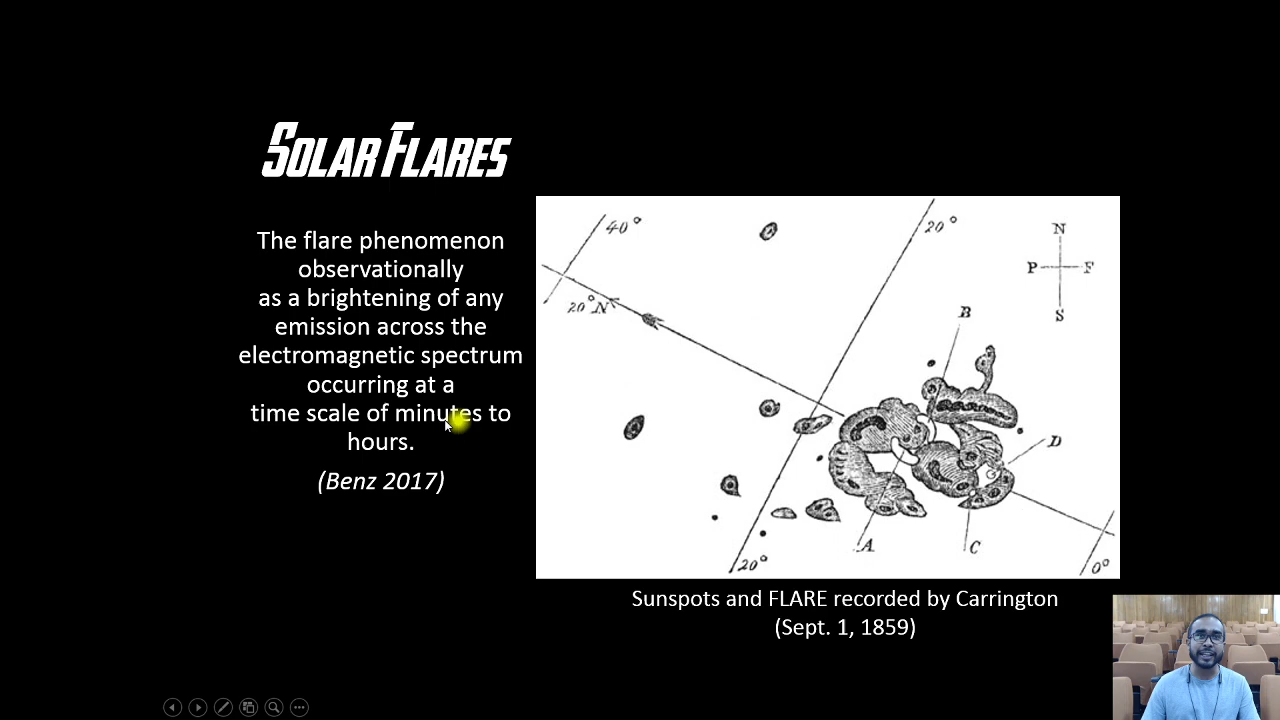 SOLAR FLARES
The flare phenomenon
observationally
as a brightening of any
emission across the
electromagnetic spectrum
occurring at a
time scale of minutes to
hours.
(Benz 2017)
40°
20°
N
P F
S
20° N
B
D
A
C
20°
0°
Sunspots and FLARE recorded by Carrington
(Sept. 1, 1859)